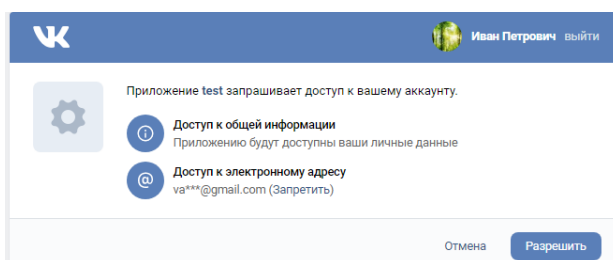 Иван Петрович выйти
Приложение test запрашивает доступ к вашему аккаунту.
Доступ к общей информации
Приложению будут доступны ваши личные данные
@ Доступ к электронному адресу
va***@gmail.com (Запретить)
Отмена Разрешить